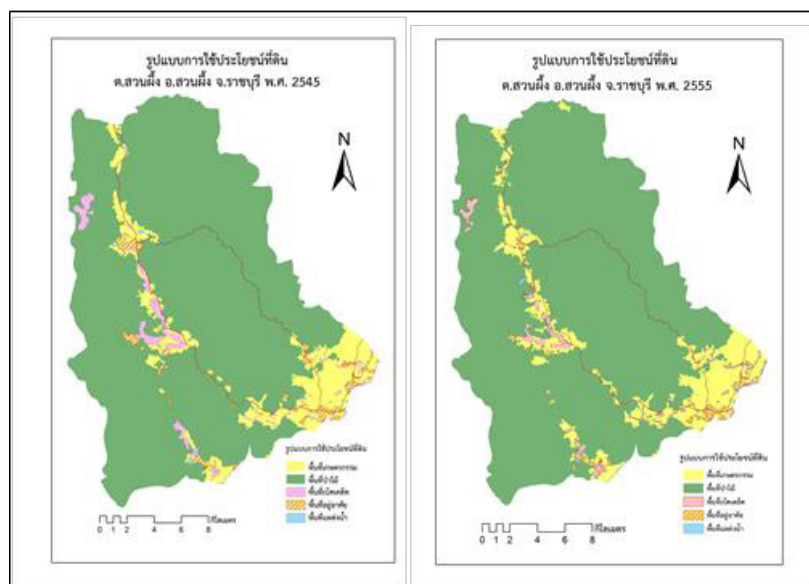 รูปแบบการใช้ประโยชน์ที่ดิน
ต.สวนผึ้ง อ.สวนผึ้ง จ.ราชบุรี พ.ศ. 2545
N
รูปแบบการใช้ประโยชน์ที่ดิน
พื้นที่เกษตรกรรม
พื้นที่ป่าไม้
พื้นที่เบ็ดเตล็ด
พื้นที่อยู่อาศัย
พื้นที่แหล่งน้ำ
กิโลเมตร
0 1 2 4 6 8
รูปแบบการใช้ประโยชน์ที่ดิน
ต.สวนผึ้ง อ.สวนผึ้ง จ.ราชบุรี พ.ศ. 2555
N
รูปแบบการใช้ประโยชน์ที่ดิน
พื้นที่เกษตรกรรม
พื้นที่ป่าไม้
พื้นที่เบ็ดเตล็ด
พื้นที่อยู่อาศัย
พื้นที่แหล่งน้ำ
กิโลเมตร
0 1 2 4 6 8